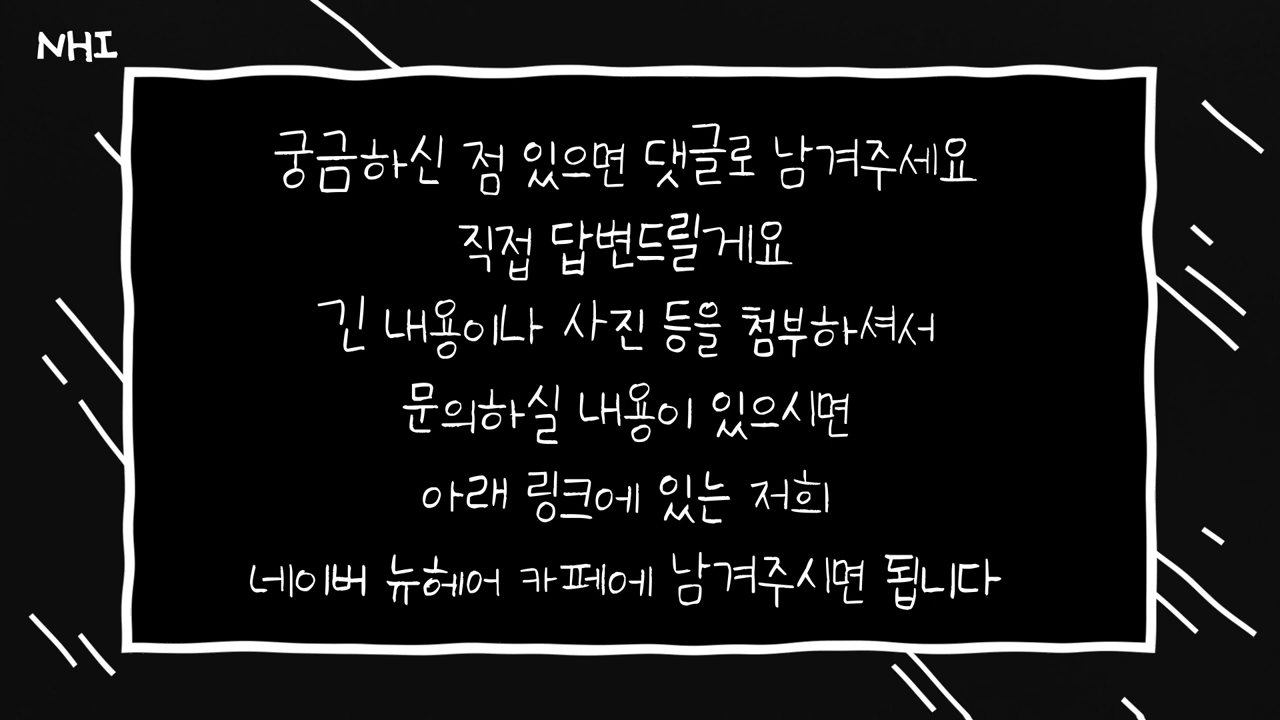 NHI
궁금하신 점 있으면 댓글로 남겨주세요
직접 답변드릴게요
긴 내용이나 사진 등을 첨부하셔서
문의하실 내용이 있으시면
아래 링크에 있는 저희
네이버 뉴헤어 카페에 남겨주시면 됩니다